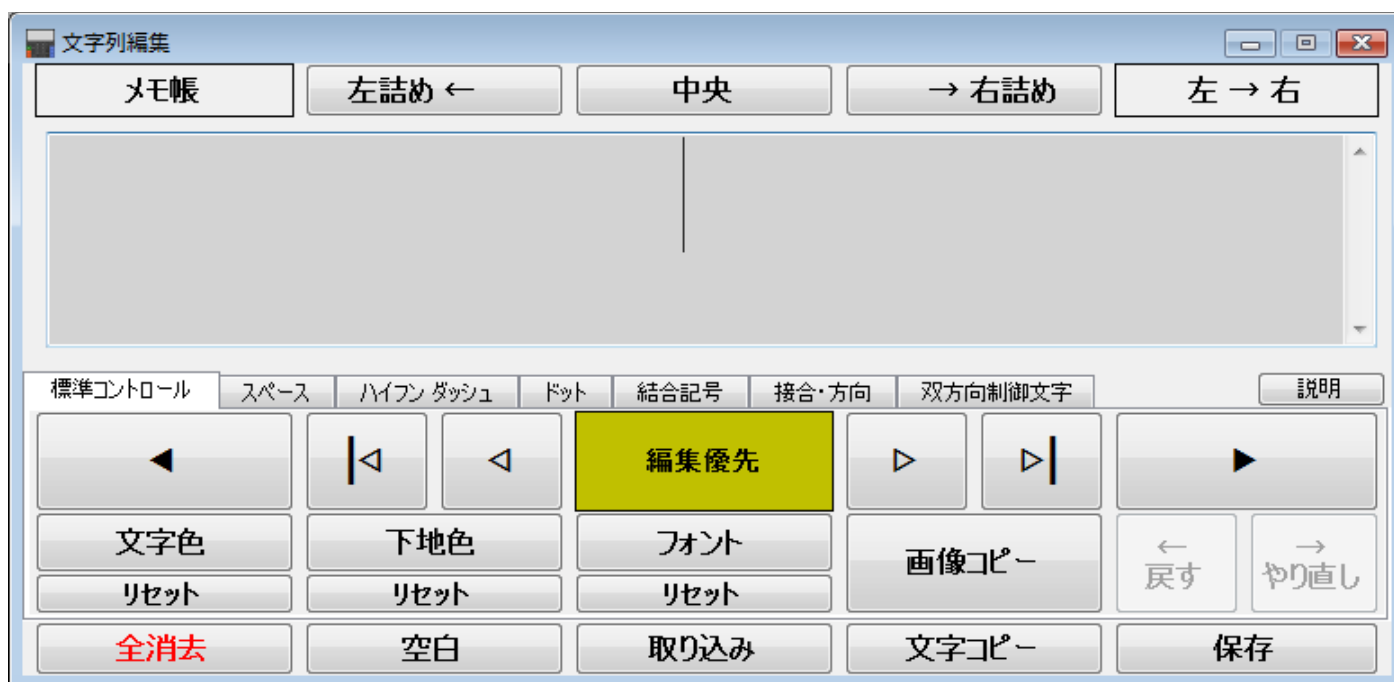 文字列編集
メモ帳 左詰め ← 中央 → 右詰め 左 → 右
標準コントロール スペース ハイフン ダッシュ ドット 結合記号 接合・方向 双方向制御文字 説明
◀ |◁ ◁ 編集優先 ▷ ▷| ▶
文字色 下地色 フォント 画像コピー ← 戻す → やり直し
リセット リセット リセット
全消去 空白 取り込み 文字コピー 保存